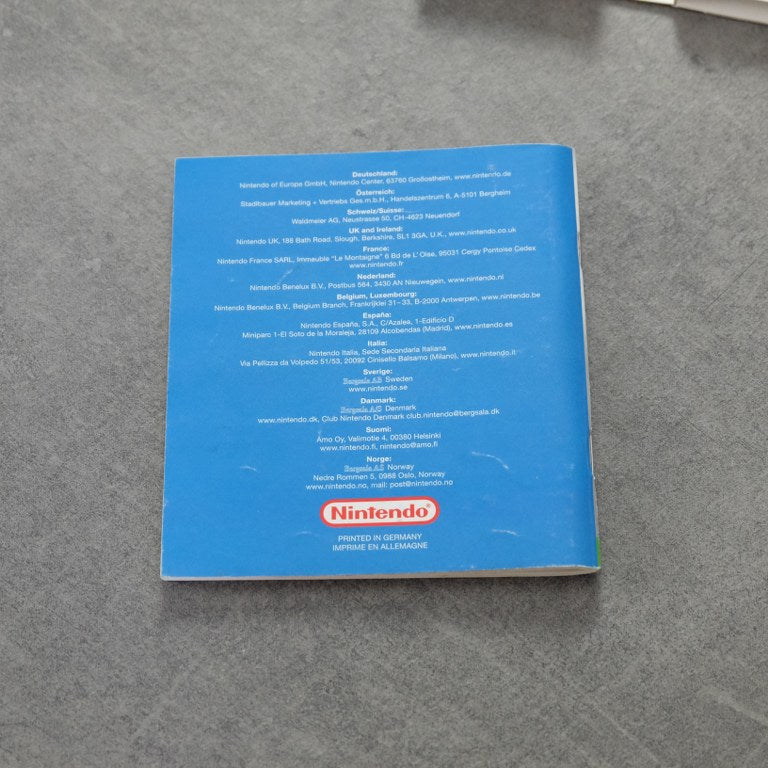 Deutschland:
Nintendo of Europe GmbH, Nintendo Center, 63760 Großostheim, www.nintendo.de
Österreich:
Stadlbauer Marketing + Vertriebs Ges.m.b.H., Handelszentrum 6, A-5101 Bergheim
Schweiz/Suisse:
Waldmeier AG, Neustrasse 50, CH-4623 Neuendorf
UK and Ireland:
Nintendo UK, 188 Bath Road, Slough, Berkshire, SL1 3GA, U.K., www.nintendo.co.uk
France:
Nintendo France SARL, Immeuble "Le Montaigne" 6 Bd de L' Oise, 95031 Cergy Pontoise Cedex
www.nintendo.fr
Nederland:
Nintendo Benelux B.V., Postbus 564, 3430 AN Nieuwegein, www.nintendo.nl
Belgium, Luxembourg:
Nintendo Benelux B.V., Belgium Branch, Frankrijklei 31–33, B-2000 Antwerpen, www.nintendo.be
España:
Nintendo España, S.A., C/Azalea, 1-Edificio D
Miniparc 1-El Soto de la Moraleja, 28109 Alcobendas (Madrid), www.nintendo.es
Italia:
Nintendo Italia, Sede Secondaria Italiana
Via Pellizza da Volpedo 51/53, 20092 Cinisello Balsamo (Milano), www.nintendo.it
Sverige:
Bergsala AB Sweden
www.nintendo.se
Danmark:
Bergsala A/S Denmark
www.nintendo.dk, Club Nintendo Denmark club.nintendo@bergsala.dk
Suomi:
Amo Oy, Valimotie 4, 00380 Helsinki
www.nintendo.fi, nintendo@amo.fi
Norge:
Bergsala AS Norway
Nedre Rommen 5, 0988 Oslo, Norway
www.nintendo.no, mail: post@nintendo.no
Nintendo®
PRINTED IN GERMANY
IMPRIME EN ALLEMAGNE